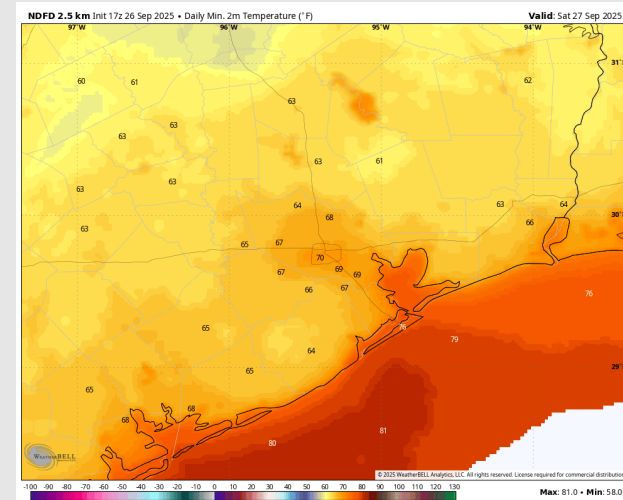 NDFD 2.5 km Init 17z 26 Sep 2025 • Daily Min. 2m Temperature (°F)
Valid: Sat 27 Sep 2025
97°W 96°W 95°W 94°W
31°
60 61 62
63
63
63
63 61
63 63
64 63 64
68 66 30°
63
65 67
70
67 69 69
66 67 76
65 76
79
64 29°
65
65
68 68
81
80
WEATHERBELL
© 2025 WeatherBELL Analytics, LLC. All rights reserved. License required for commercial distribution
-100 -90 -80 -70 -60 -50 -40 -30 -20 -10 0 10 20 30 40 50 60 70 80 90 100 110 120 130
Max: 81.0 • Min: 58.0